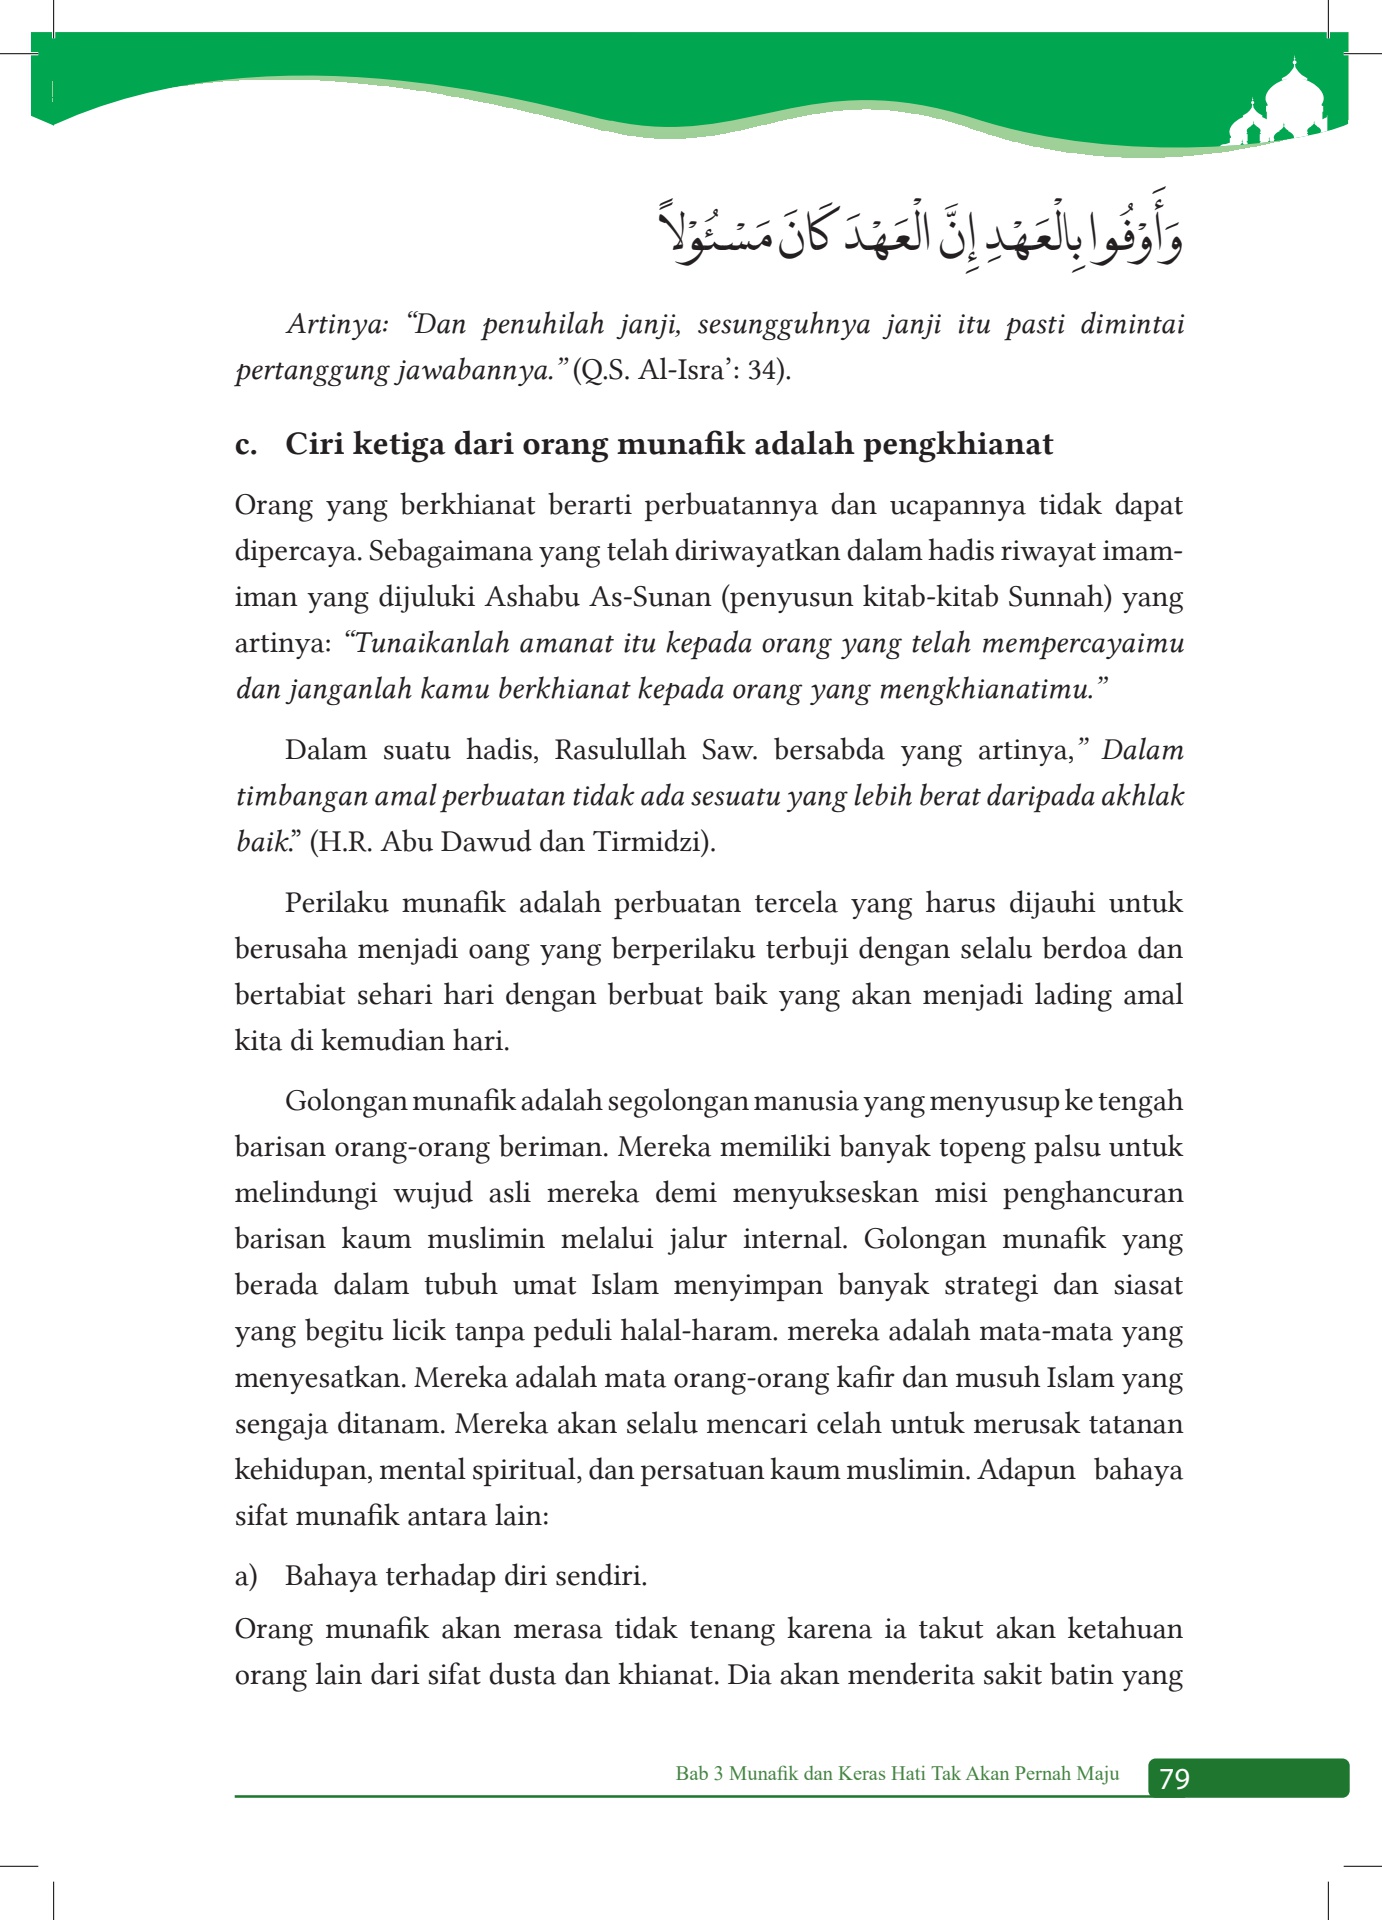 وَأَوْفُوا بِالْعَهْدِ إِنَّ الْعَهْدَ كَانَ مَسْئُوْلاً
Artinya: “Dan penuhilah janji, sesungguhnya janji itu pasti dimintai
pertanggung jawabannya.” (Q.S. Al-Isra’: 34).
c. Ciri ketiga dari orang munafik adalah pengkhianat
Orang yang berkhianat berarti perbuatannya dan ucapannya tidak dapat
dipercaya. Sebagaimana yang telah diriwayatkan dalam hadis riwayat imam-
iman yang dijuluki Ashabu As-Sunan (penyusun kitab-kitab Sunnah) yang
artinya: “Tunaikanlah amanat itu kepada orang yang telah mempercayaimu
dan janganlah kamu berkhianat kepada orang yang mengkhianatimu.”
Dalam suatu hadis, Rasulullah Saw. bersabda yang artinya,” Dalam
timbangan amal perbuatan tidak ada sesuatu yang lebih berat daripada akhlak
baik.” (H.R. Abu Dawud dan Tirmidzi).
Perilaku munafik adalah perbuatan tercela yang harus dijauhi untuk
berusaha menjadi oang yang berperilaku terbuji dengan selalu berdoa dan
bertabiat sehari hari dengan berbuat baik yang akan menjadi lading amal
kita di kemudian hari.
Golongan munafik adalah segolongan manusia yang menyusup ke tengah
barisan orang-orang beriman. Mereka memiliki banyak topeng palsu untuk
melindungi wujud asli mereka demi menyukseskan misi penghancuran
barisan kaum muslimin melalui jalur internal. Golongan munafik yang
berada dalam tubuh umat Islam menyimpan banyak strategi dan siasat
yang begitu licik tanpa peduli halal-haram. mereka adalah mata-mata yang
menyesatkan. Mereka adalah mata orang-orang kafir dan musuh Islam yang
sengaja ditanam. Mereka akan selalu mencari celah untuk merusak tatanan
kehidupan, mental spiritual, dan persatuan kaum muslimin. Adapun bahaya
sifat munafik antara lain:
a) Bahaya terhadap diri sendiri.
Orang munafik akan merasa tidak tenang karena ia takut akan ketahuan
orang lain dari sifat dusta dan khianat. Dia akan menderita sakit batin yang
Bab 3 Munafik dan Keras Hati Tak Akan Pernah Maju 79